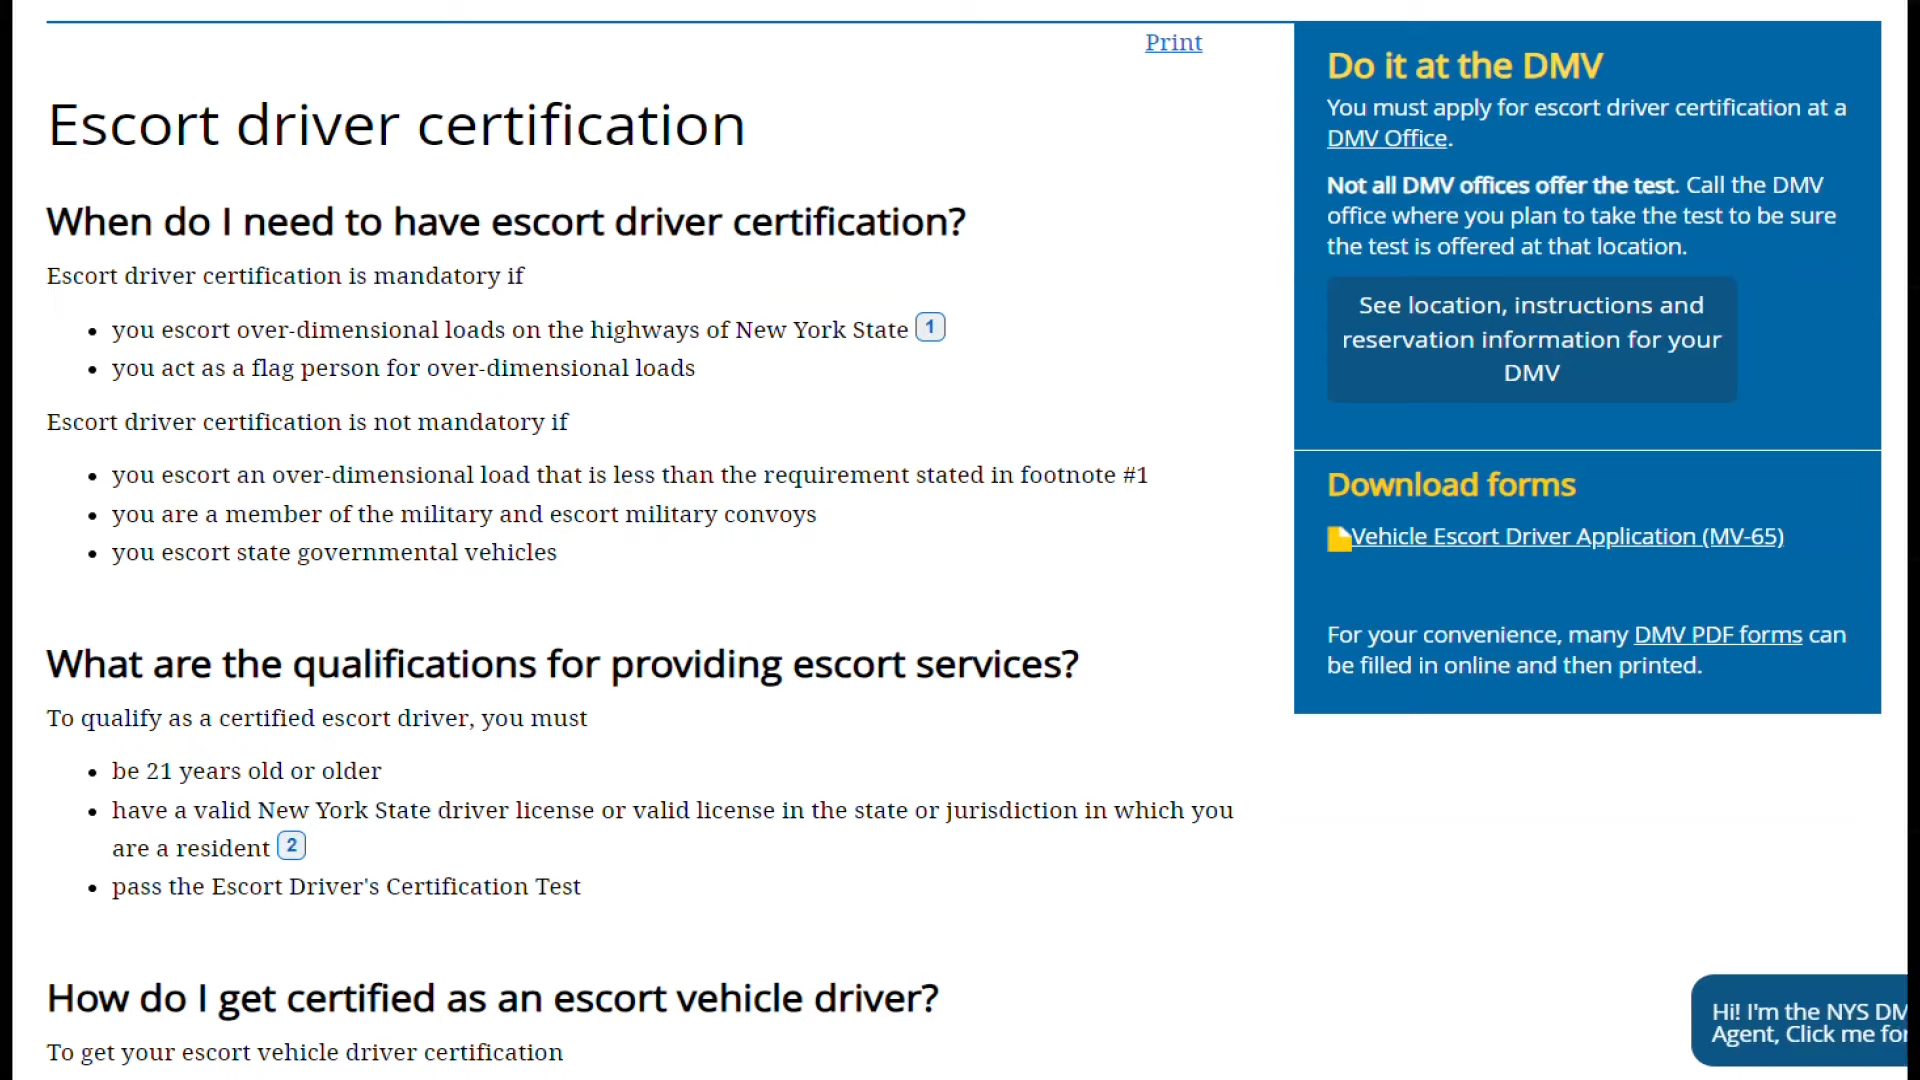 Print
Escort driver certification
When do I need to have escort driver certification?
Escort driver certification is mandatory if
• you escort over-dimensional loads on the highways of New York State 1
• you act as a flag person for over-dimensional loads
Escort driver certification is not mandatory if
• you escort an over-dimensional load that is less than the requirement stated in footnote #1
• you are a member of the military and escort military convoys
• you escort state governmental vehicles
What are the qualifications for providing escort services?
To qualify as a certified escort driver, you must
• be 21 years old or older
• have a valid New York State driver license or valid license in the state or jurisdiction in which you
are a resident 2
• pass the Escort Driver's Certification Test
How do I get certified as an escort vehicle driver?
To get your escort vehicle driver certification
Do it at the DMV
You must apply for escort driver certification at a
DMV Office.
Not all DMV offices offer the test. Call the DMV
office where you plan to take the test to be sure
the test is offered at that location.
See location, instructions and
reservation information for your
DMV
Download forms
Vehicle Escort Driver Application (MV-65)
For your convenience, many DMV PDF forms can
be filled in online and then printed.
Hi! I'm the NYS DM
Agent, Click me for